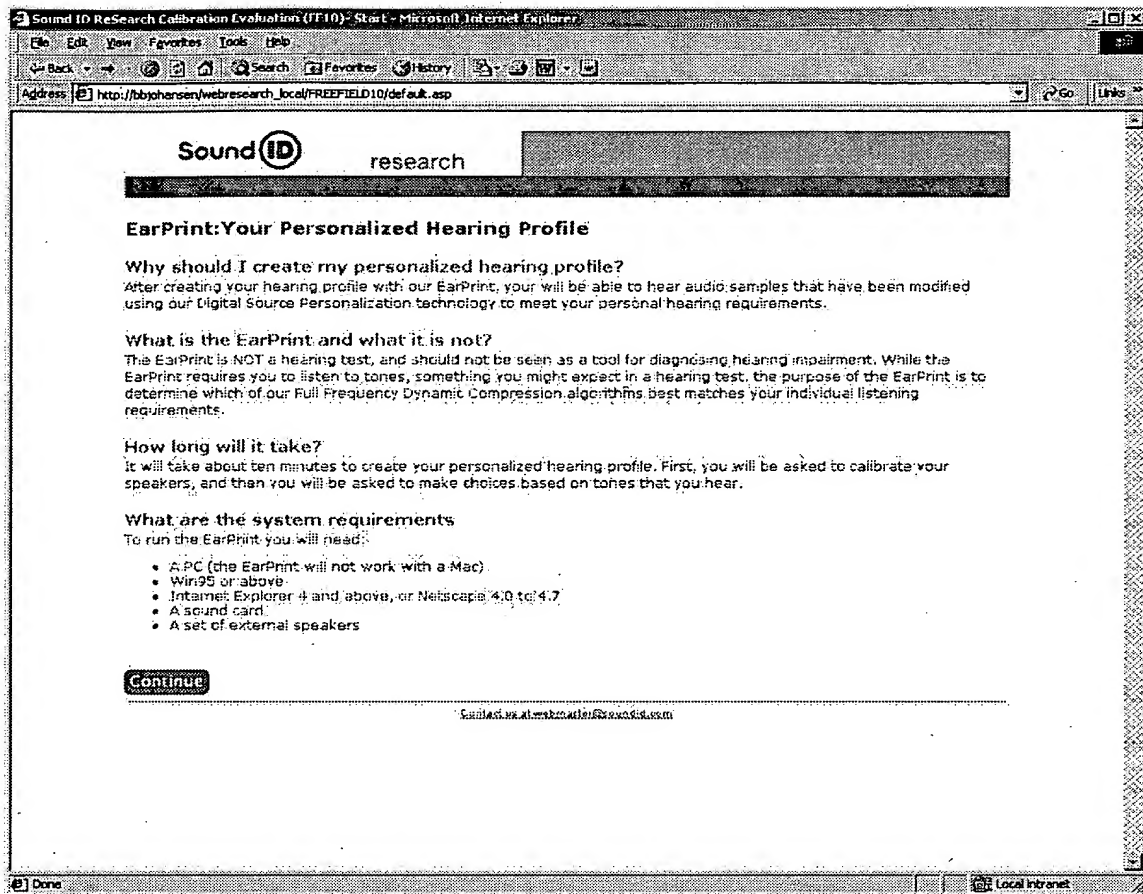 Sound ID ReSearch Calibration Evaluation (FF10)- Start - Microsoft Internet Explorer
File Edit View Favorites Tools Help
Back Search Favorites History
Address http://bbjohansen/webresearch_local/FREEFIELD10/default.asp Go Links »
Sound ID research
EarPrint:Your Personalized Hearing Profile
Why should I create my personalized hearing profile?
After creating your hearing profile with our EarPrint, your will be able to hear audio samples that have been modified
using our Digital Source Personalization technology to meet your personal hearing requirements.
What is the EarPrint and what it is not?
The EarPrint is NOT a hearing test, and should not be seen as a tool for diagnosing hearing impairment. While the
EarPrint requires you to listen to tones, something you might expect in a hearing test, the purpose of the EarPrint is to
determine which of our Full Frequency Dynamic Compression algorithms best matches your individual listening
requirements.
How long will it take?
It will take about ten minutes to create your personalized hearing profile. First, you will be asked to calibrate your
speakers, and then you will be asked to make choices based on tones that you hear.
What are the system requirements
To run the EarPrint you will need:
• A PC (the EarPrint will not work with a Mac)
• Win95 or above
• Internet Explorer 4 and above, or Netscape 4.0 to 4.7
• A sound card
• A set of external speakers
Continue
Contact us at webmaster@soundid.com
Done Local intranet